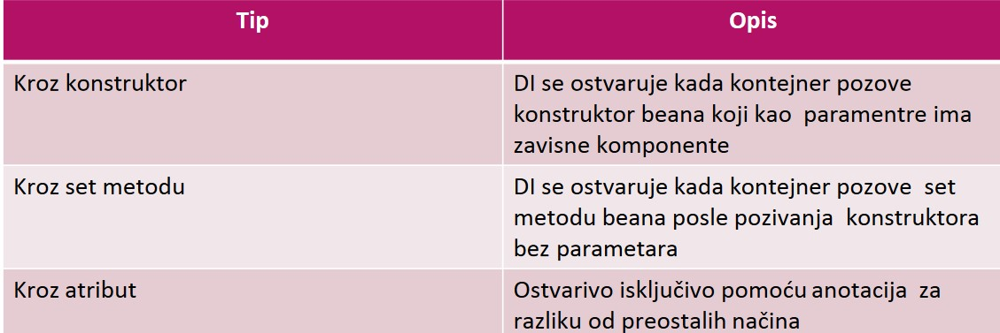 Tip
Opis
Kroz konstruktor
DI se ostvaruje kada kontejner pozove
konstruktor beana koji kao paramentre ima
zavisne komponente
Kroz set metodu
DI se ostvaruje kada kontejner pozove set
metodu beana posle pozivanja konstruktora
bez parametara
Kroz atribut
Ostvarivo isključivo pomoću anotacija za
razliku od preostalih načina